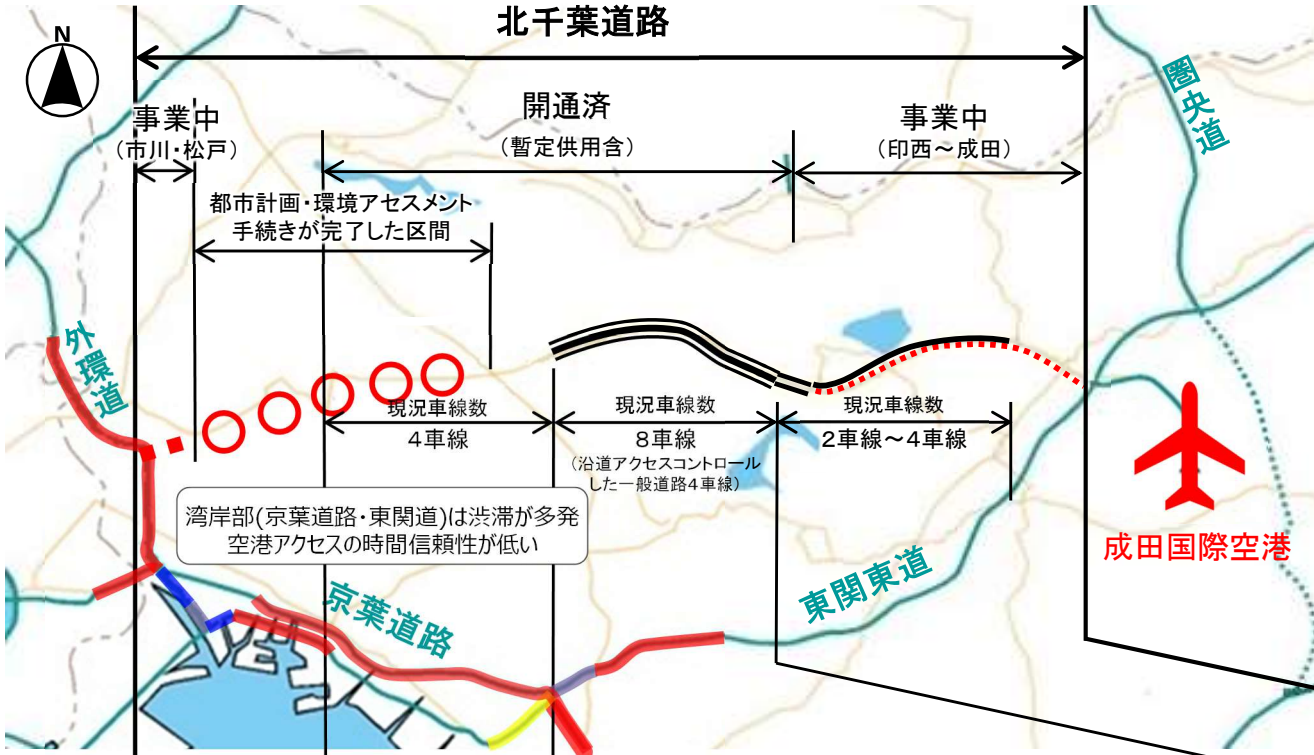 北千葉道路
N
事業中
(市川・松戸)
開通済
(暫定供用含)
事業中
(印西～成田)
圏央道
都市計画・環境アセスメント
手続きが完了した区間
外環道
現況車線数
4車線
現況車線数
8車線
(沿道アクセスコントロール
した一般道路4車線)
現況車線数
2車線～4車線
湾岸部(京葉道路・東関道)は渋滞が多発
空港アクセスの時間信頼性が低い
成田国際空港
京葉道路
東関東道